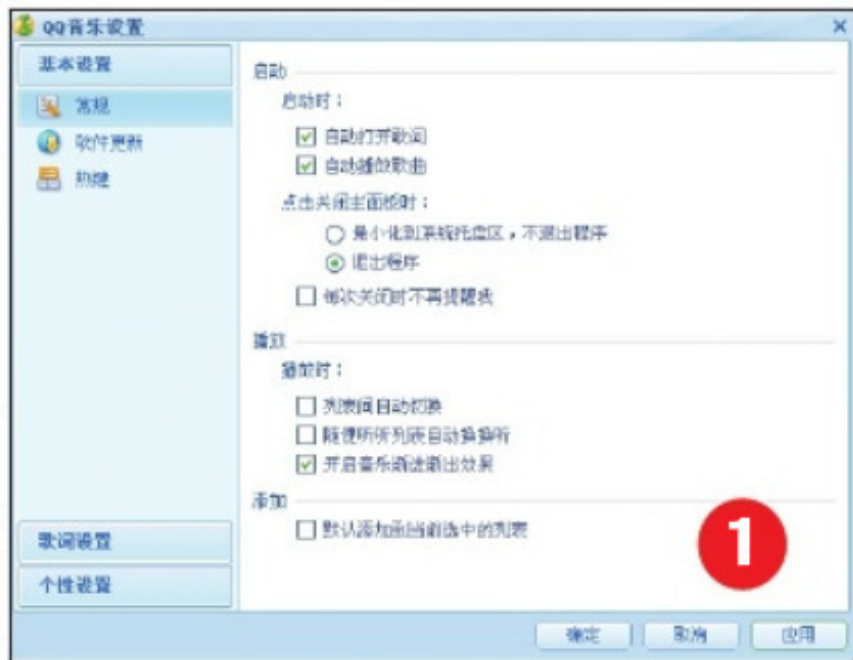 QQ音乐设置
基本设置
常规
软件更新
热键
歌词设置
个性设置
启动
启动时：
自动打开歌词
自动播放歌曲
点击关闭主面板时：
最小化到系统托盘区，不退出程序
退出程序
每次关闭时不再提醒我
播放
播放时：
列表间自动切换
随便听听列表自动换换听
开启音乐渐进渐出效果
添加
默认添加到当前选中的列表
1
确定
取消
应用